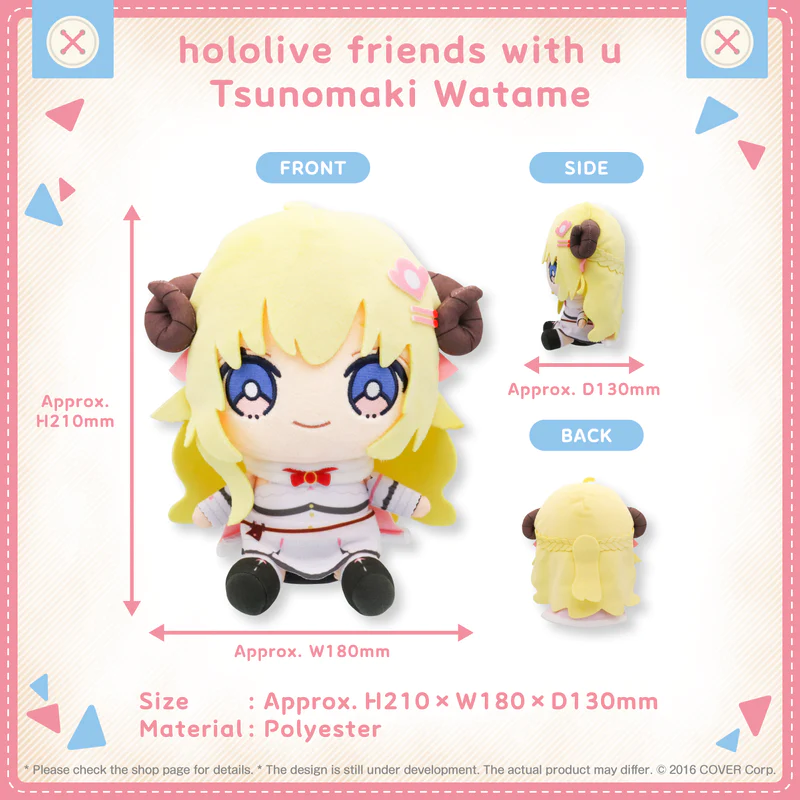 hololive friends with u
Tsunomaki Watame
FRONT
SIDE
Approx.
H210mm
Approx. D130mm
BACK
Approx. W180mm
Size : Approx. H210 × W180 × D130mm
Material : Polyester
* Please check the shop page for details. * The design is still under development. The actual product may differ. © 2016 COVER Corp.